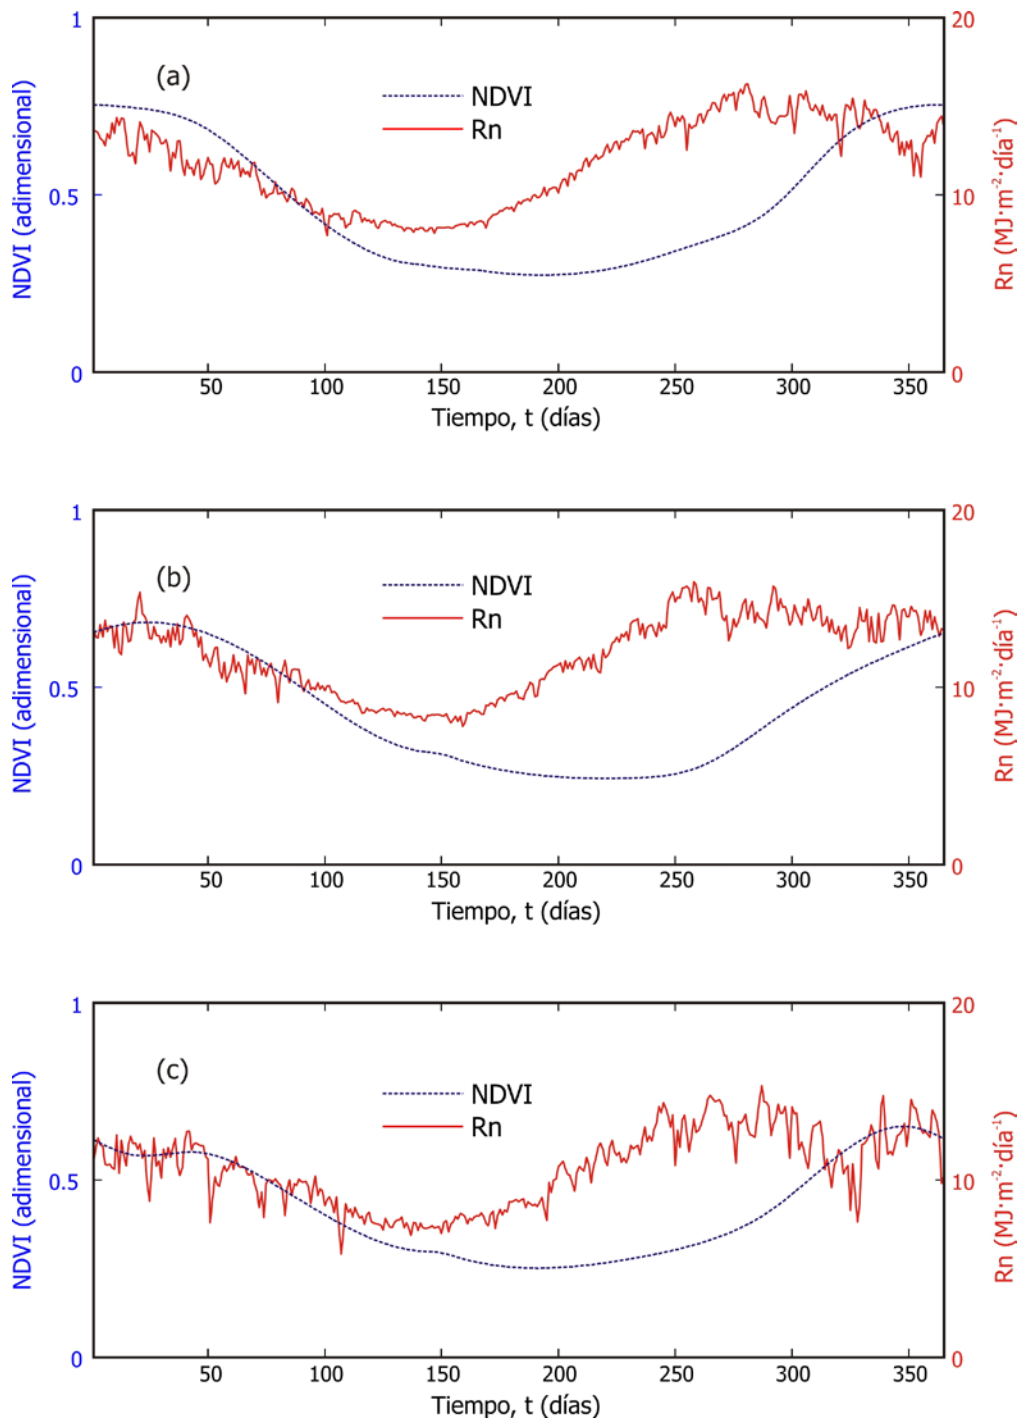 1
20
(a)
NDVI
Rn
NDVI (adimensional)
0.5
10
Rn (MJ·m⁻²·día⁻¹)
0
0
50 100 150 200 250 300 350
Tiempo, t (días)
1
20
(b)
NDVI
Rn
NDVI (adimensional)
0.5
10
Rn (MJ·m⁻²·día⁻¹)
0
0
50 100 150 200 250 300 350
Tiempo, t (días)
1
20
(c)
NDVI
Rn
NDVI (adimensional)
0.5
10
Rn (MJ·m⁻²·día⁻¹)
0
0
50 100 150 200 250 300 350
Tiempo, t (días)